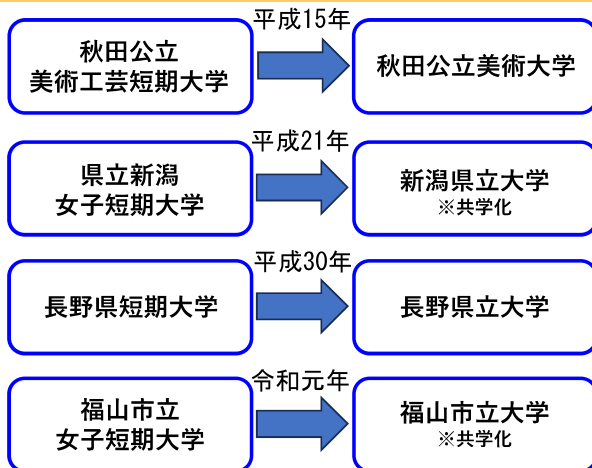 平成15年
秋田公立
美術工芸短期大学
秋田公立美術大学
平成21年
県立新潟
女子短期大学
新潟県立大学
※共学化
平成30年
長野県短期大学
長野県立大学
令和元年
福山市立
女子短期大学
福山市立大学
※共学化